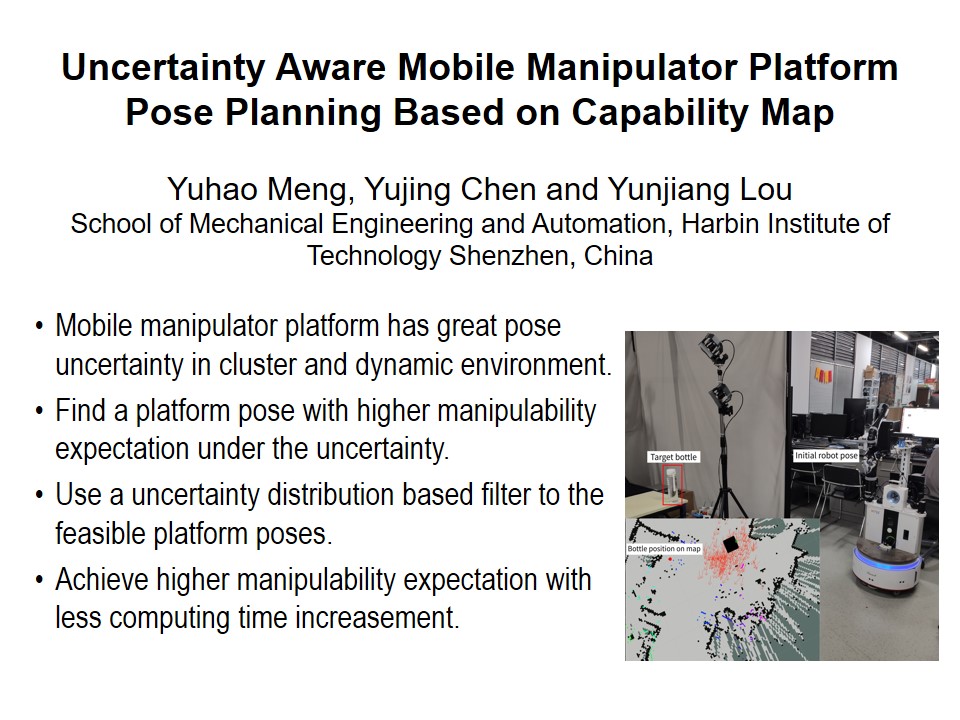 Uncertainty Aware Mobile Manipulator Platform
Pose Planning Based on Capability Map
Yuhao Meng, Yujing Chen and Yunjiang Lou
School of Mechanical Engineering and Automation, Harbin Institute of
Technology Shenzhen, China
• Mobile manipulator platform has great pose
uncertainty in cluster and dynamic environment.
• Find a platform pose with higher manipulability
expectation under the uncertainty.
• Use a uncertainty distribution based filter to the
feasible platform poses.
• Achieve higher manipulability expectation with
less computing time increasement.
Target bottle
Initial robot pose
Bottle position on map